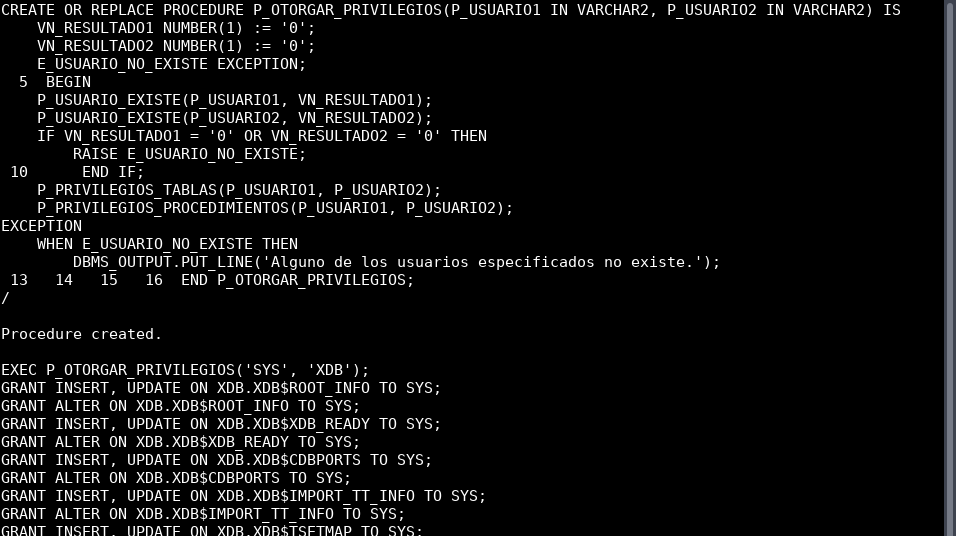 CREATE OR REPLACE PROCEDURE P_OTORGAR_PRIVILEGIOS(P_USUARIO1 IN VARCHAR2, P_USUARIO2 IN VARCHAR2) IS
    VN_RESULTADO1 NUMBER(1) := '0';
    VN_RESULTADO2 NUMBER(1) := '0';
    E_USUARIO_NO_EXISTE EXCEPTION;
  5  BEGIN
    P_USUARIO_EXISTE(P_USUARIO1, VN_RESULTADO1);
    P_USUARIO_EXISTE(P_USUARIO2, VN_RESULTADO2);
    IF VN_RESULTADO1 = '0' OR VN_RESULTADO2 = '0' THEN
        RAISE E_USUARIO_NO_EXISTE;
 10      END IF;
    P_PRIVILEGIOS_TABLAS(P_USUARIO1, P_USUARIO2);
    P_PRIVILEGIOS_PROCEDIMIENTOS(P_USUARIO1, P_USUARIO2);
EXCEPTION
    WHEN E_USUARIO_NO_EXISTE THEN
        DBMS_OUTPUT.PUT_LINE('Alguno de los usuarios especificados no existe.');
 13   14   15   16  END P_OTORGAR_PRIVILEGIOS;
/

Procedure created.

EXEC P_OTORGAR_PRIVILEGIOS('SYS', 'XDB');
GRANT INSERT, UPDATE ON XDB.XDB$ROOT_INFO TO SYS;
GRANT ALTER ON XDB.XDB$ROOT_INFO TO SYS;
GRANT INSERT, UPDATE ON XDB.XDB$XDB_READY TO SYS;
GRANT ALTER ON XDB.XDB$XDB_READY TO SYS;
GRANT INSERT, UPDATE ON XDB.XDB$CDBPORTS TO SYS;
GRANT ALTER ON XDB.XDB$CDBPORTS TO SYS;
GRANT INSERT, UPDATE ON XDB.XDB$IMPORT_TT_INFO TO SYS;
GRANT ALTER ON XDB.XDB$IMPORT_TT_INFO TO SYS;
GRANT INSERT, UPDATE ON XDB.XDB$TSETMAP TO SYS;